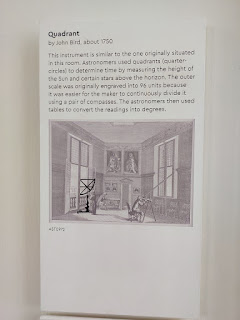 Quadrant
by John Bird, about 1750
This instrument is similar to the one originally situated
in this room. Astronomers used quadrants (quarter-
circles) to determine time by measuring the height of
the Sun and certain stars above the horizon. The outer
scale was originally engraved into 96 units because
it was easier for the maker to continuously divide it
using a pair of compasses. The astronomers then used
tables to convert the readings into degrees.